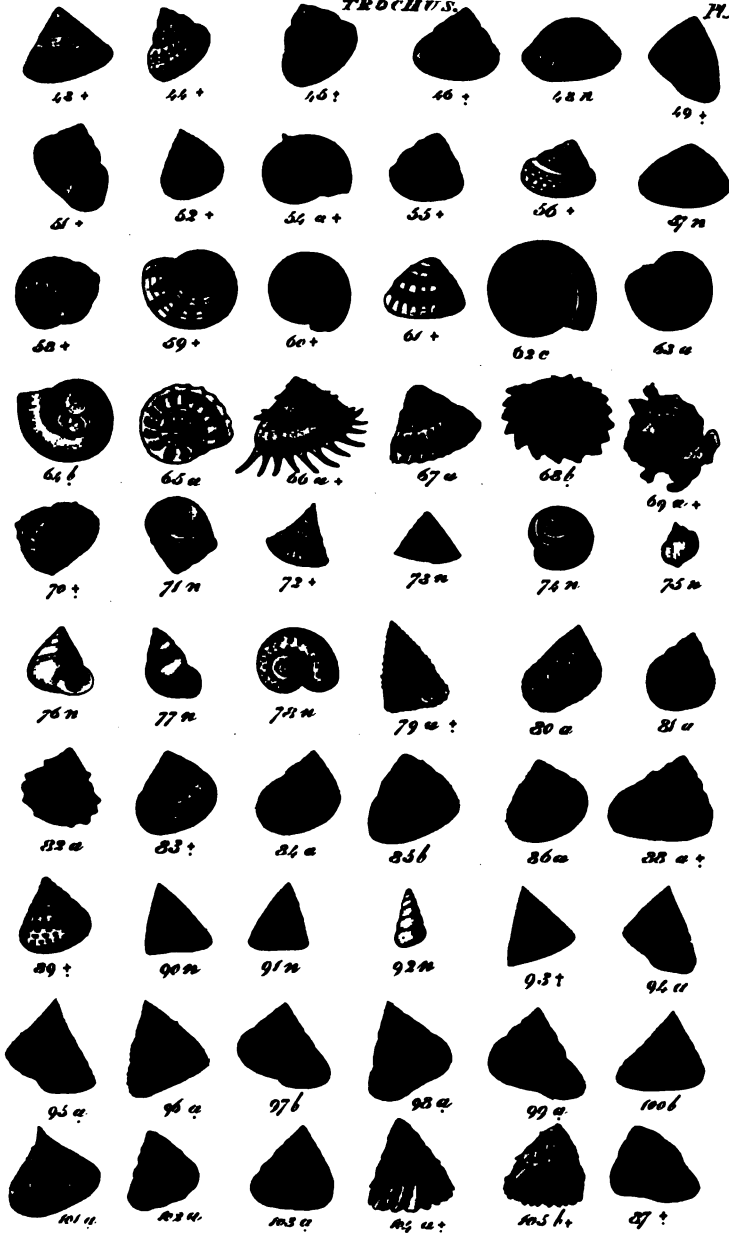 TROCHUS. Pl.
43 + 44 + 45 + 46 + 48 n 49 +
51 + 52 + 54 a + 55 + 56 + 57 n
58 + 59 + 60 + 61 + 62 c 63 a
64 b 65 a 66 a + 67 a 68 b 69 a +
70 + 71 n 72 + 73 n 74 n 75 n
76 n 77 n 78 n 79 a + 80 a 81 a
82 a 83 + 84 a 85 b 86 a 88 a +
89 + 90 n 91 n 92 n 93 + 94 a
95 a 96 a 97 b 98 a 99 a 100 b
101 a 102 a 103 a 104 a + 105 b + 87 +